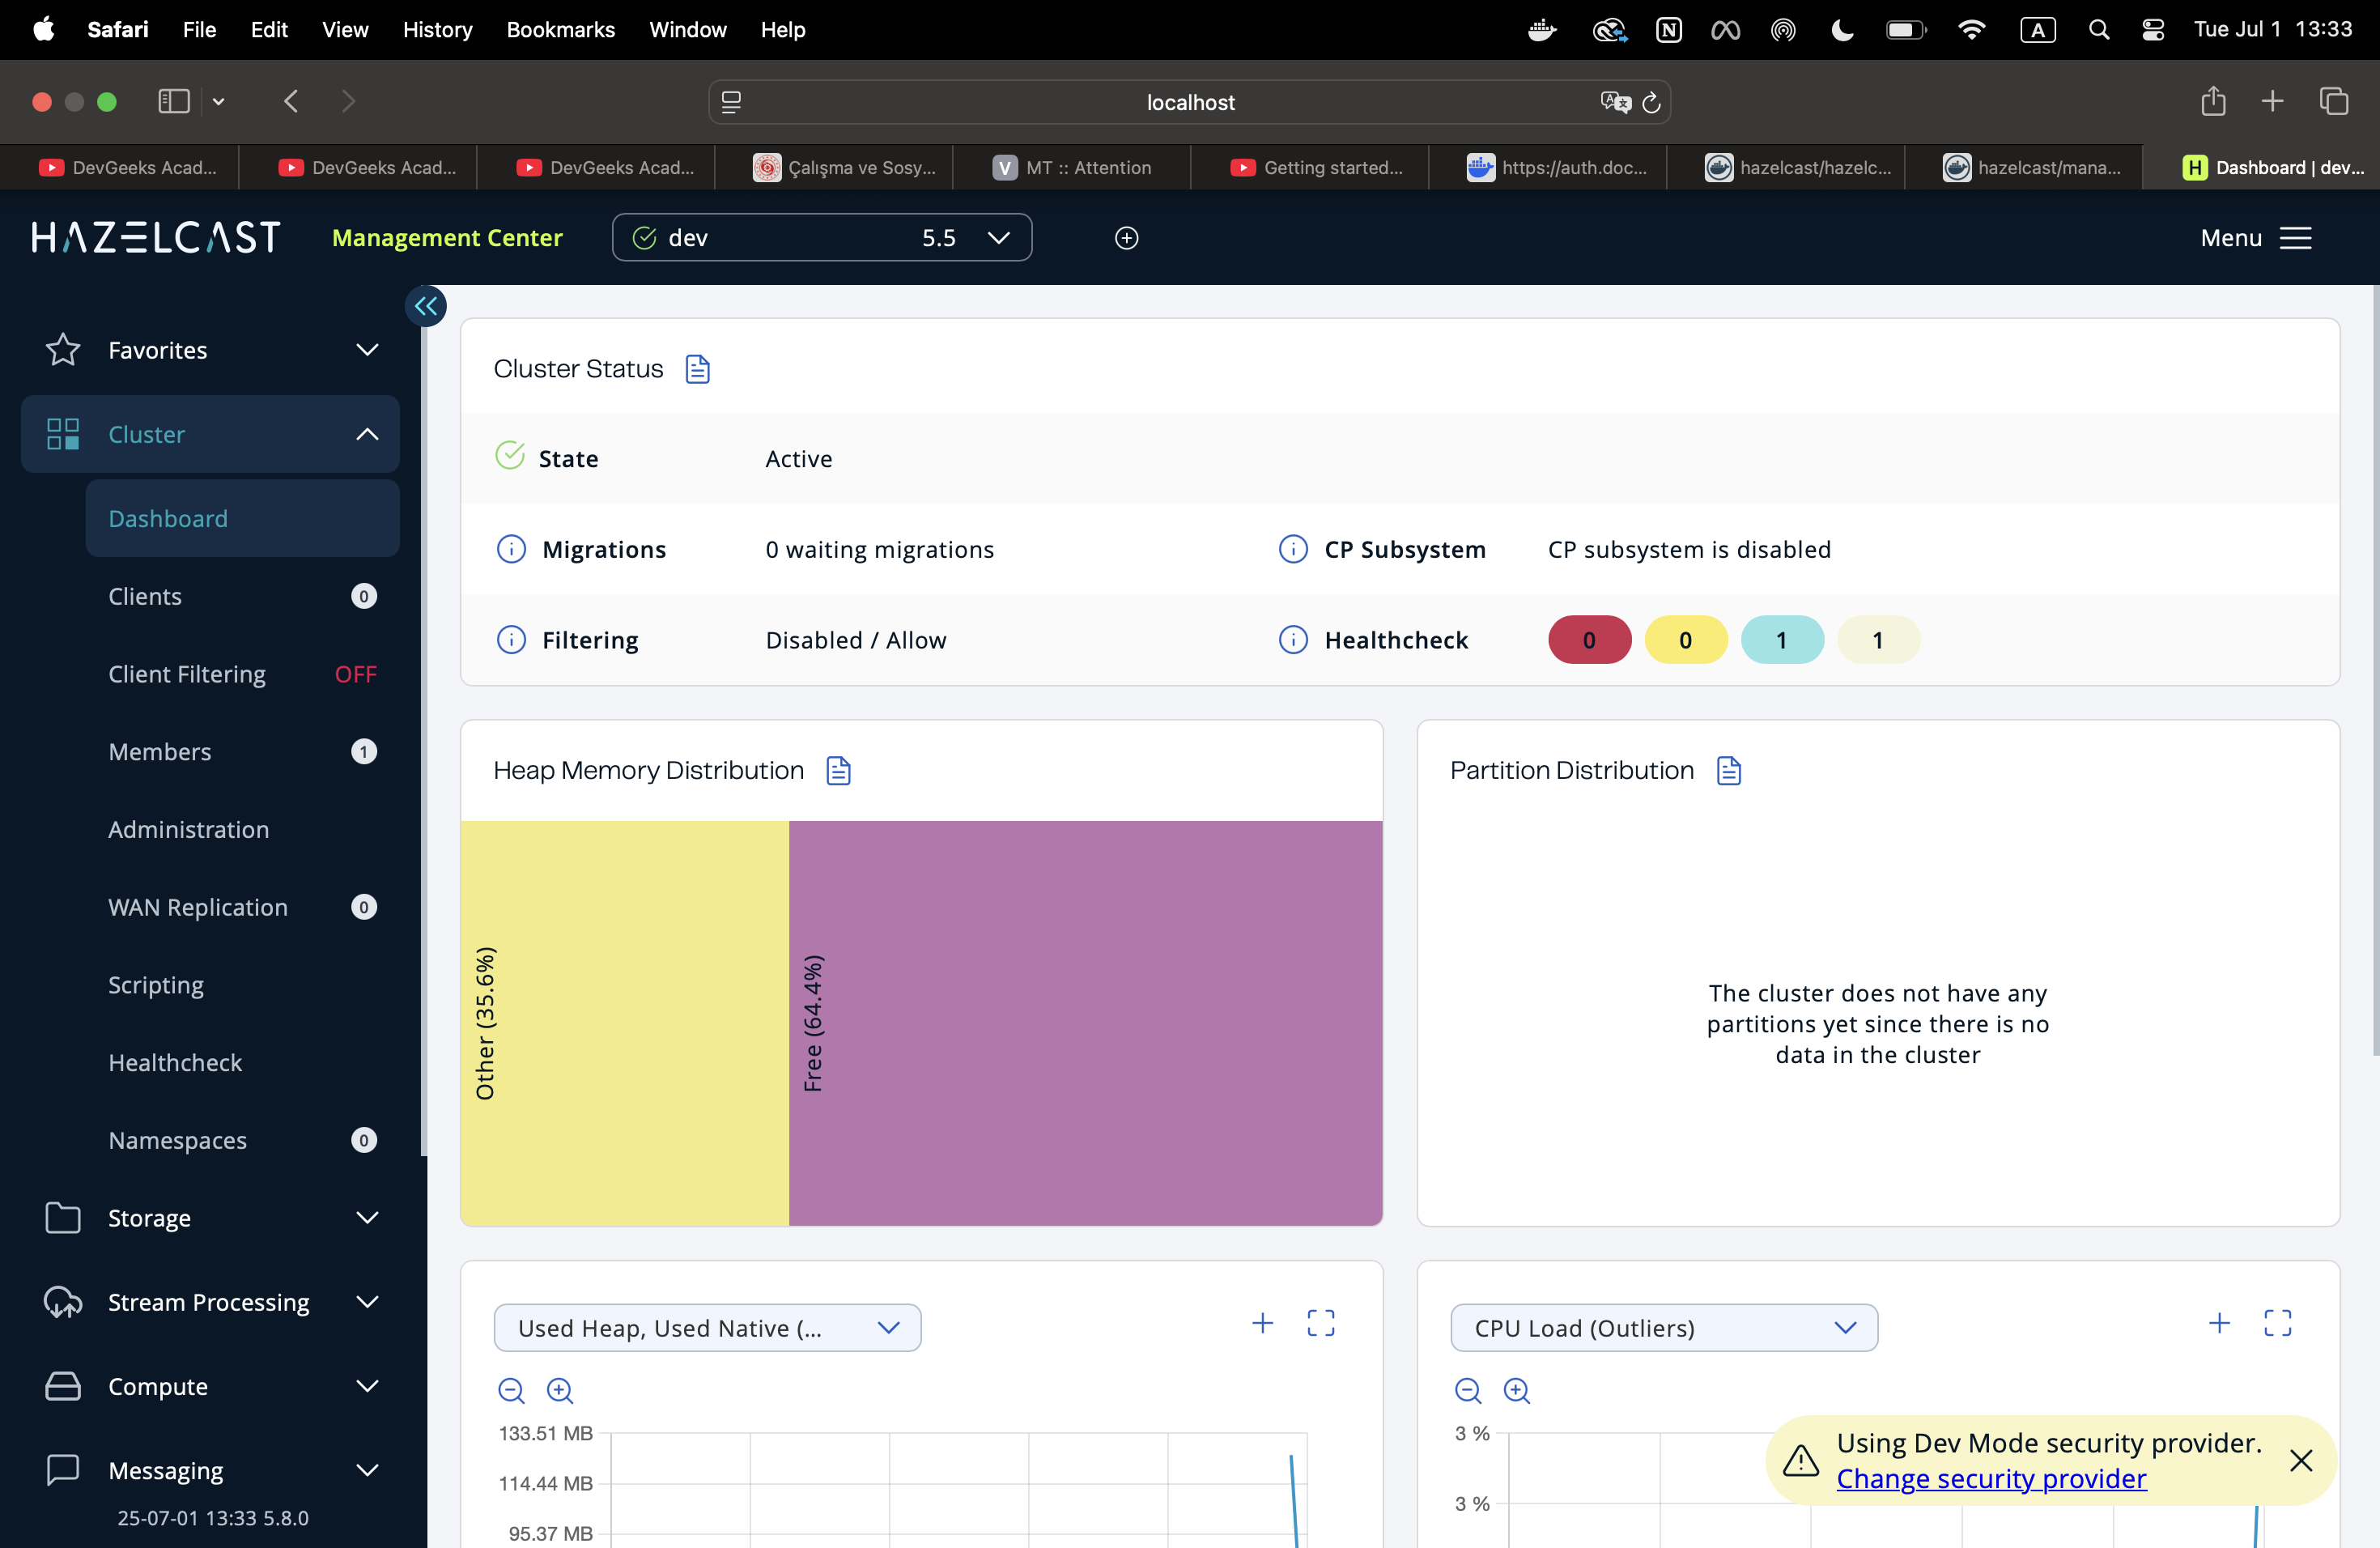 Safari File Edit View History Bookmarks Window Help
A
Tue Jul 1 13:33
localhost
DevGeeks Acad...
DevGeeks Acad...
DevGeeks Acad...
Çalışma ve Sosy...
V MT :: Attention
Getting started...
https://auth.doc...
hazelcast/hazelc...
hazelcast/mana...
H Dashboard | dev...
HAZELCAST
Management Center
dev 5.5
Menu
Favorites
Cluster
Dashboard
Clients 0
Client Filtering OFF
Members 1
Administration
WAN Replication 0
Scripting
Healthcheck
Namespaces 0
Storage
Stream Processing
Compute
Messaging
25-07-01 13:33 5.8.0
Cluster Status
State Active
Migrations 0 waiting migrations
CP Subsystem CP subsystem is disabled
Filtering Disabled / Allow
Healthcheck 0 0 1 1
Heap Memory Distribution
Other (35.6%)
Free (64.4%)
Partition Distribution
The cluster does not have any
partitions yet since there is no
data in the cluster
Used Heap, Used Native (...
133.51 MB
114.44 MB
95.37 MB
CPU Load (Outliers)
3 %
3 %
Using Dev Mode security provider.
Change security provider